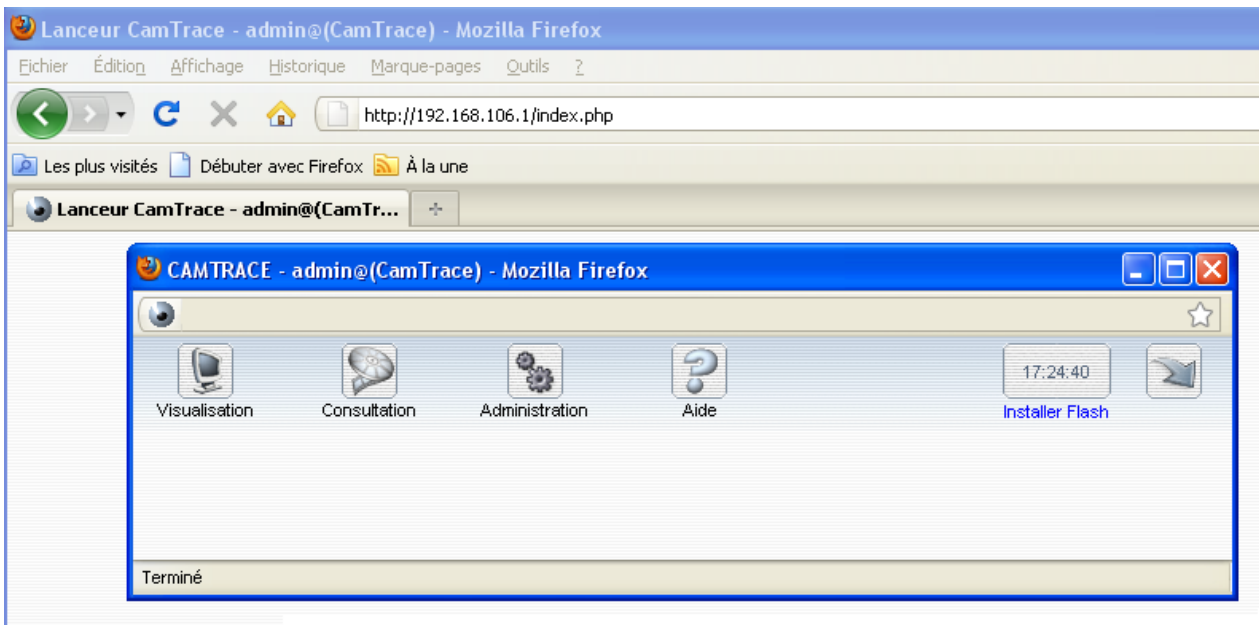 Lanceur CamTrace - admin@(CamTrace) - Mozilla Firefox
Fichier Édition Affichage Historique Marque-pages Outils ?
http://192.168.106.1/index.php
Les plus visités Débuter avec Firefox À la une
Lanceur CamTrace - admin@(CamTr...
CAMTRACE - admin@(CamTrace) - Mozilla Firefox
17:24:40
Visualisation Consultation Administration Aide Installer Flash
Terminé